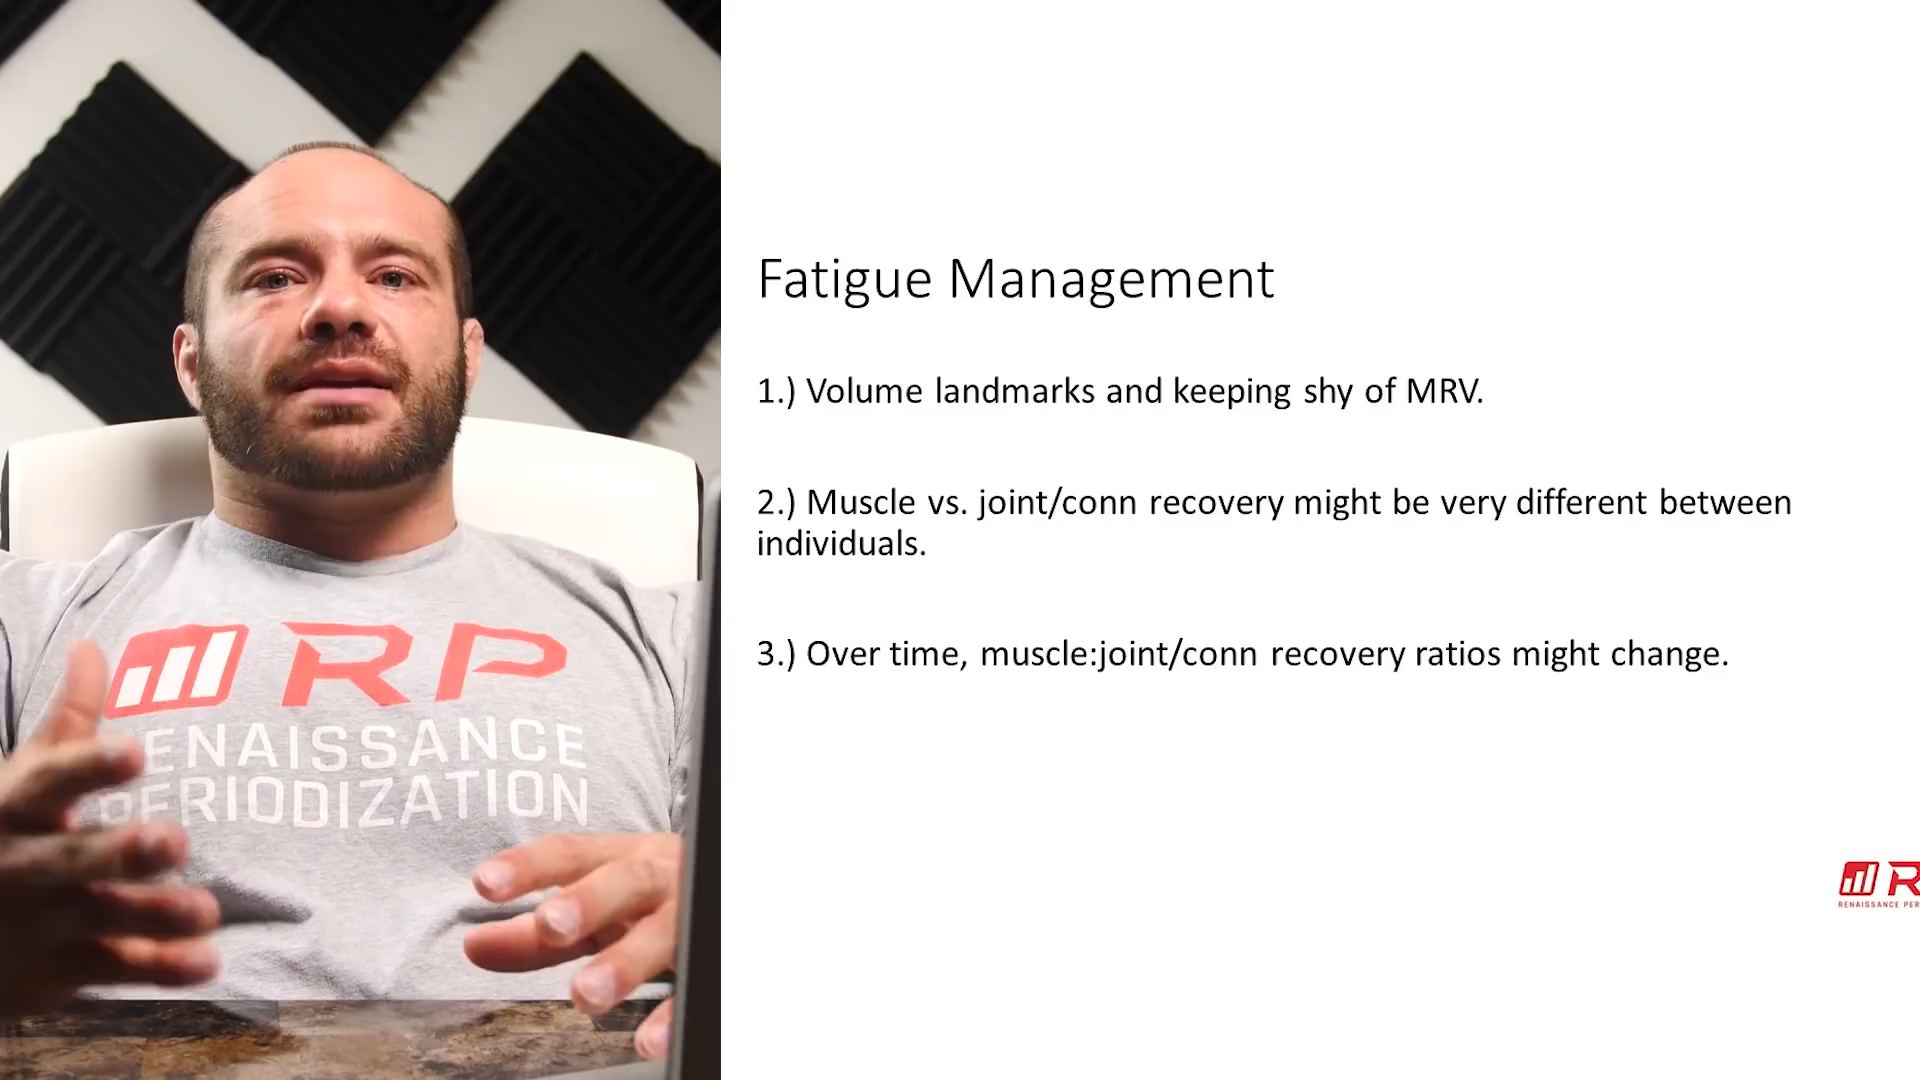 Fatigue Management
1.) Volume landmarks and keeping shy of MRV.
2.) Muscle vs. joint/conn recovery might be very different between
individuals.
3.) Over time, muscle:joint/conn recovery ratios might change.
RP
RENAISSANCE
PERIODIZATION
R
RENAISSANCE PER